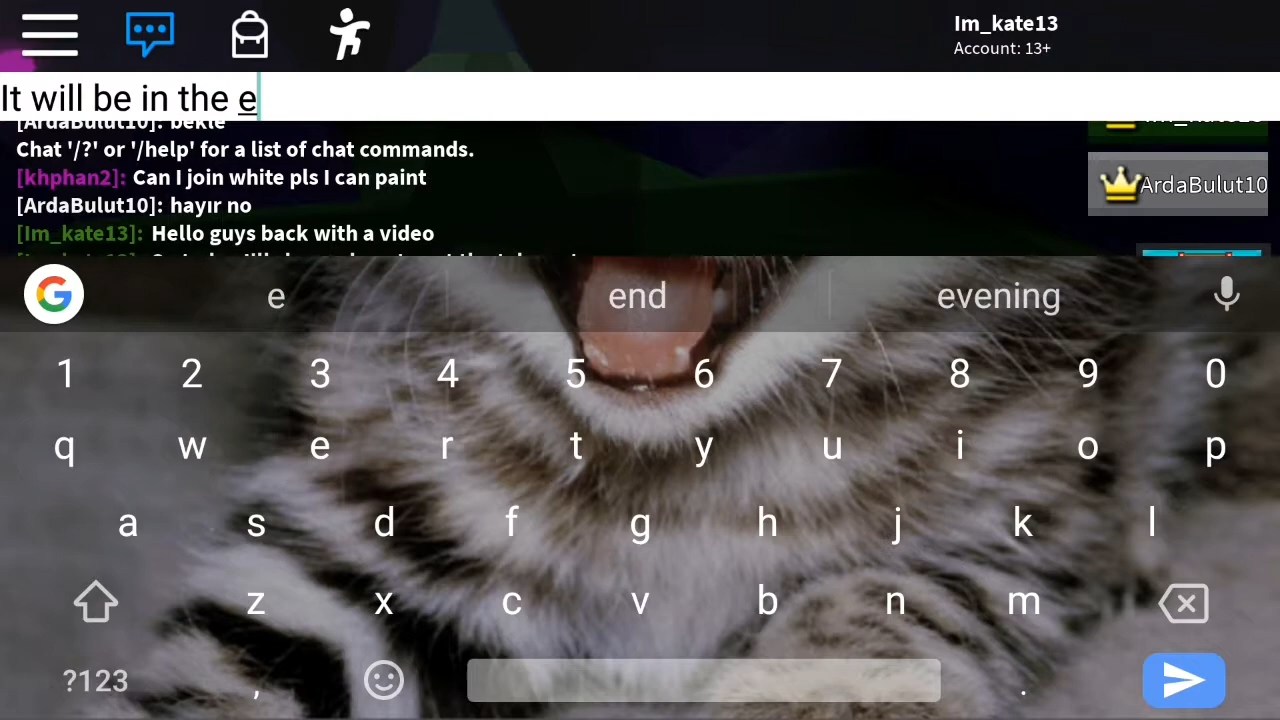 Im_kate13
Account: 13+
It will be in the e
[ArdaBulut10]: bekle
Chat '/?' or '/help' for a list of chat commands.
[khphan2]: Can I join white pls I can paint
ArdaBulut10
[ArdaBulut10]: hayır no
[Im_kate13]: Hello guys back with a video
e
end
evening
1 2 3 4 5 6 7 8 9 0
q w e r t y u i o p
a s d f g h j k l
z x c v b n m
?123 , .